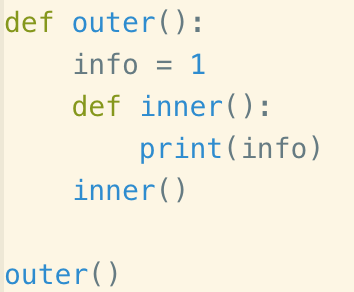 def outer():
    info = 1
    def inner():
        print(info)
    inner()

outer()